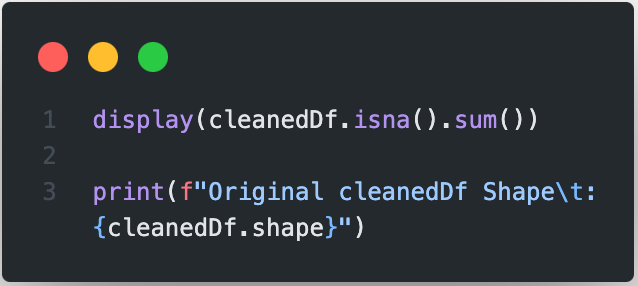 1 display(cleanedDf.isna().sum())
2
3 print(f"Original cleanedDf Shape\t:
{cleanedDf.shape}")